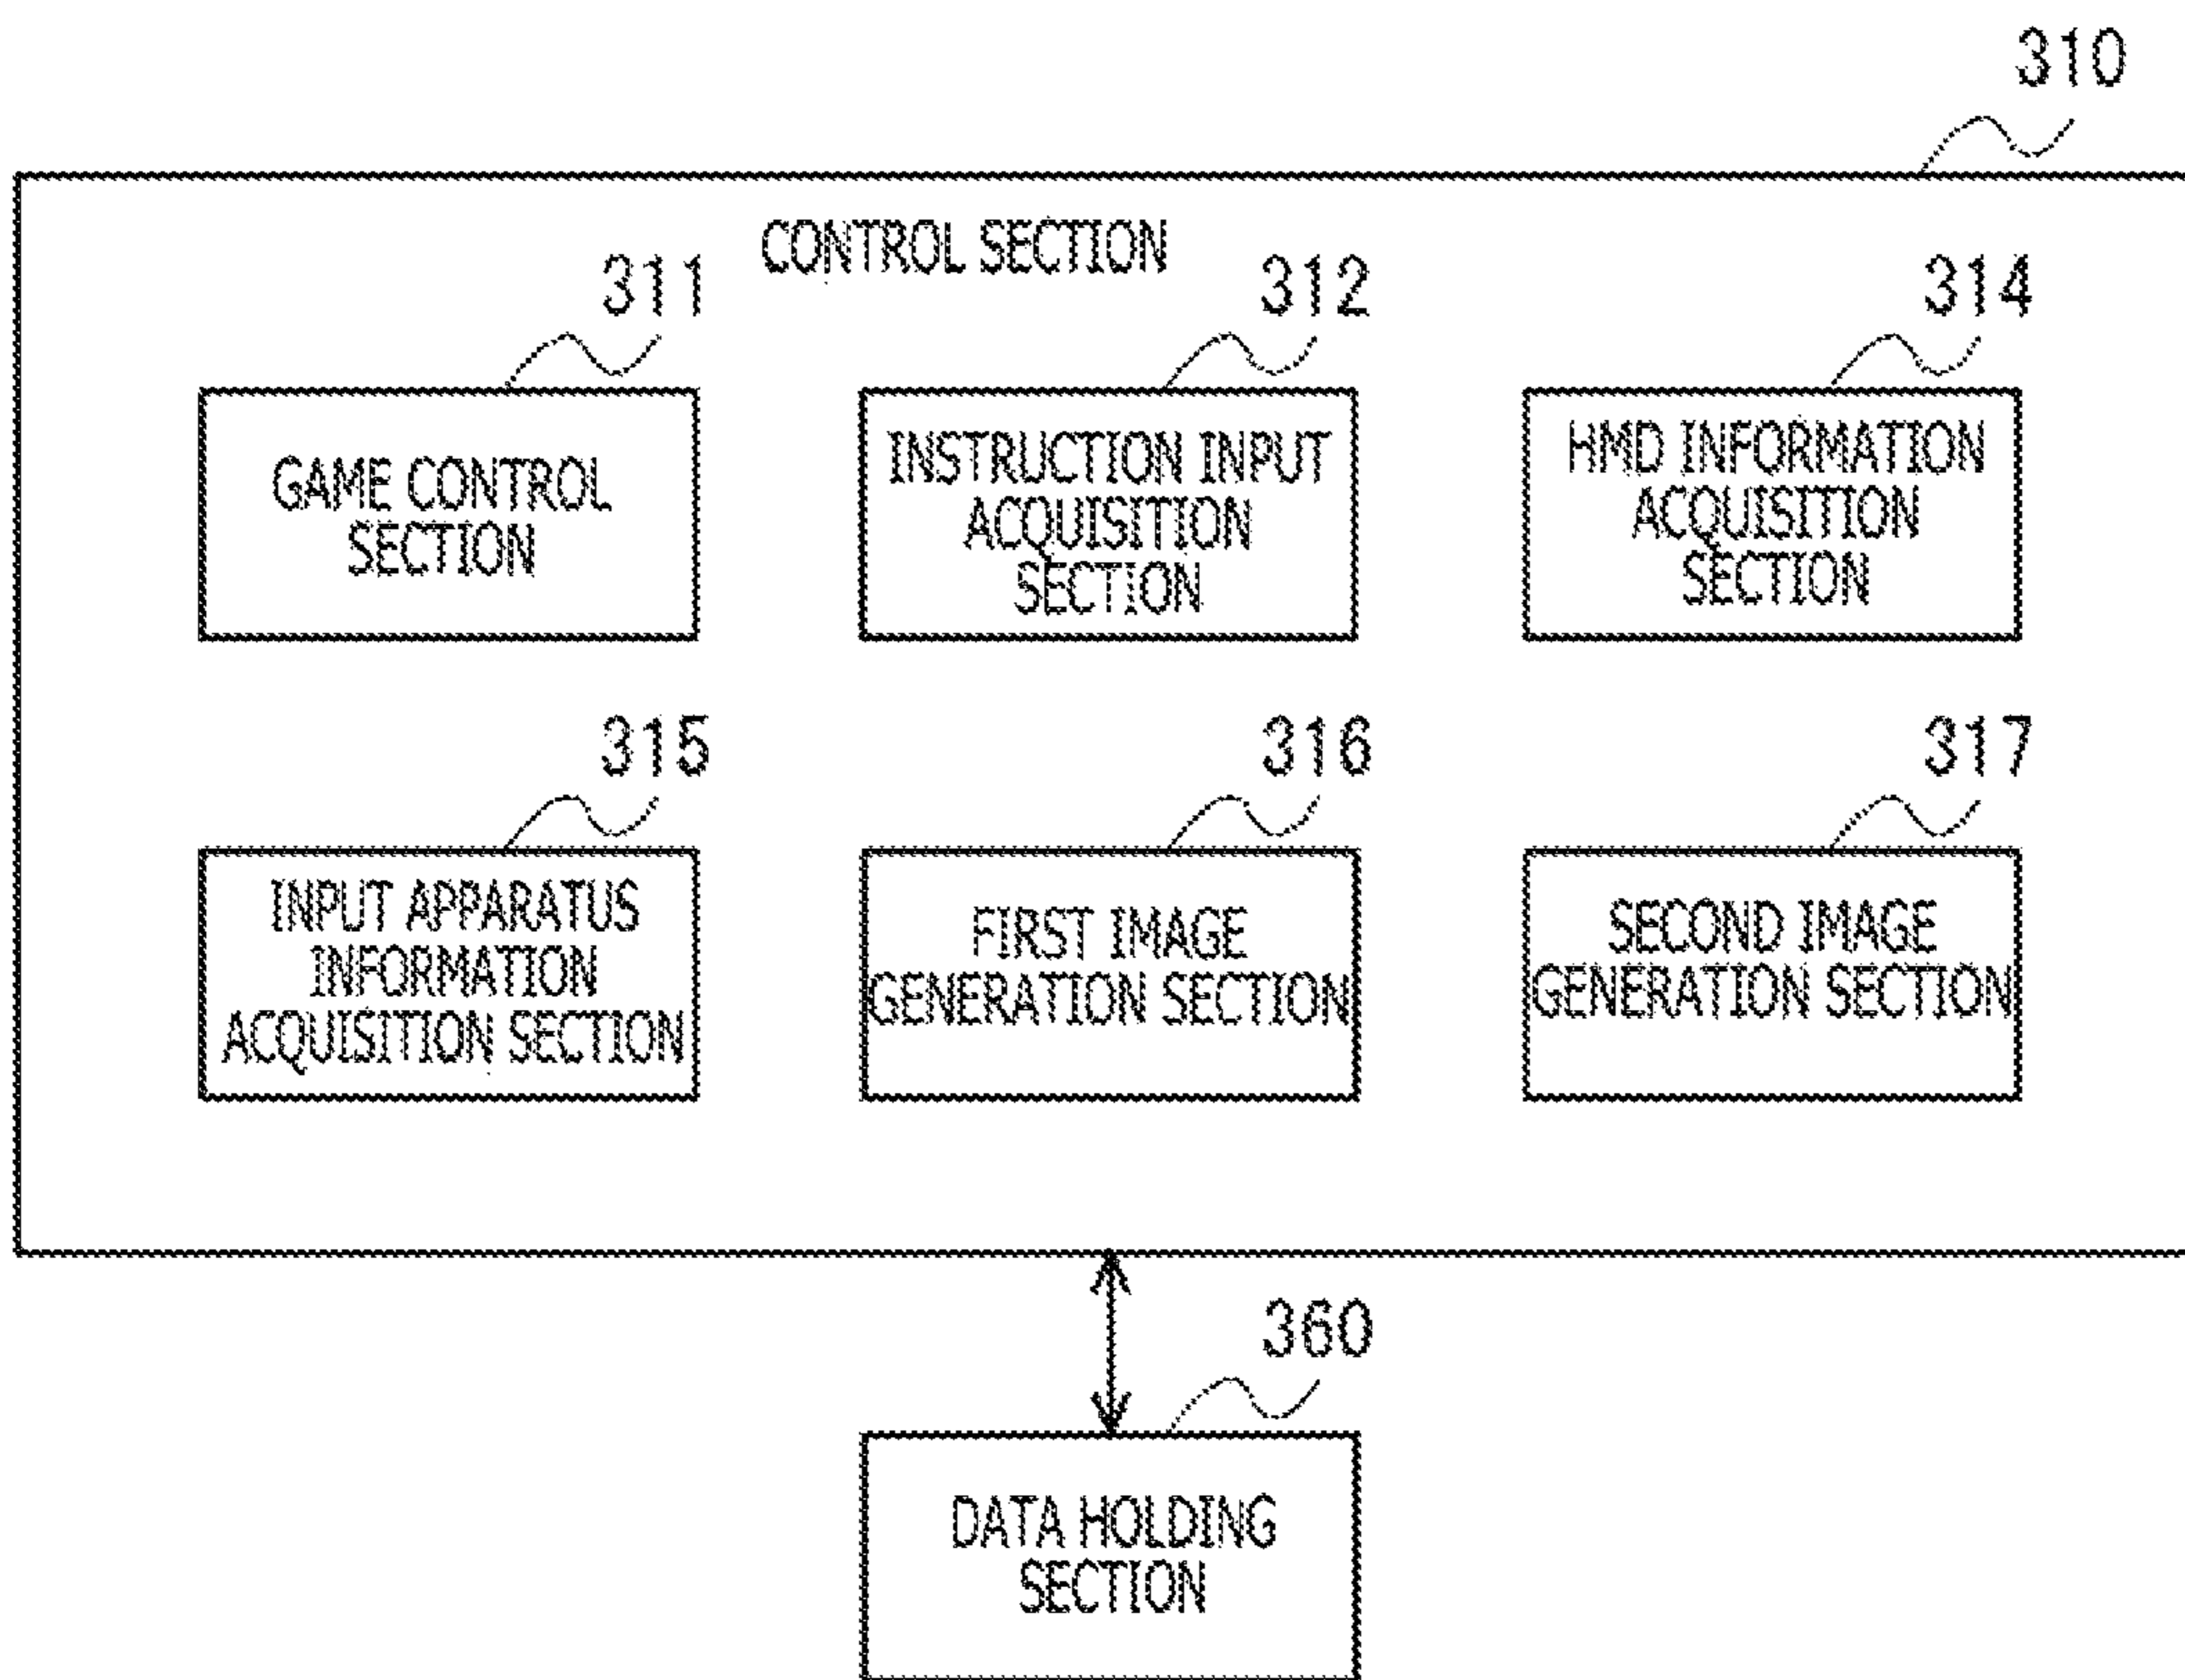 310
CONTROL SECTION
311
312
314
GAME CONTROL
SECTION
INSTRUCTION INPUT
ACQUISITION
SECTION
HMD INFORMATION
ACQUISITION
SECTION
315
316
317
INPUT APPARATUS
INFORMATION
ACQUISITION SECTION
FIRST IMAGE
GENERATION SECTION
SECOND IMAGE
GENERATION SECTION
360
DATA HOLDING
SECTION